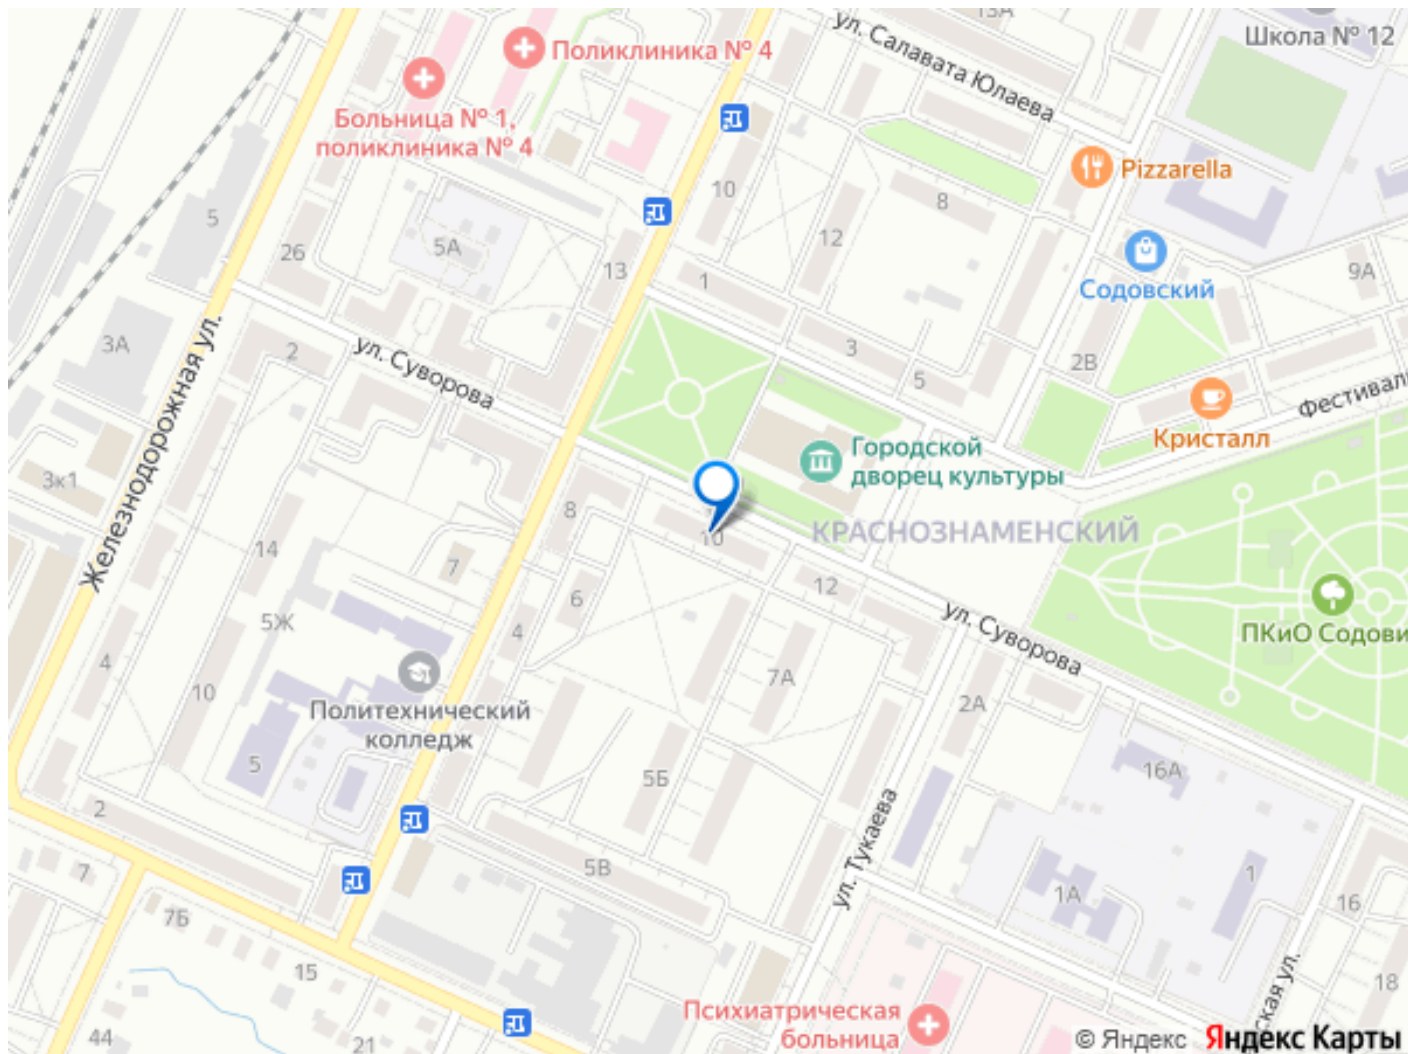 13А
ул. Салавата Юлаева
Школа № 12
Поликлиника № 4
Больница № 1,
поликлиника № 4
Pizzarella
10
8
12
5
26
5А
13
1
Содовский
9А
3А
2
ул. Суворова
3
5
2В
Фестиваль
Кристалл
Железнодорожная ул.
Городской
дворец культуры
3к1
8
10
КРАСНОЗНАМЕНСКИЙ
14
7
6
12
ул. Суворова
ПКиО Содови
5Ж
4
4
10
7А
2А
Политехнический
колледж
5
5Б
16А
2
ул. Тукаева
7
5В
1А
1
16
7Б
15
18
ская ул.
Психиатрическая
больница
44
21
© Яндекс
Яндекс Карты